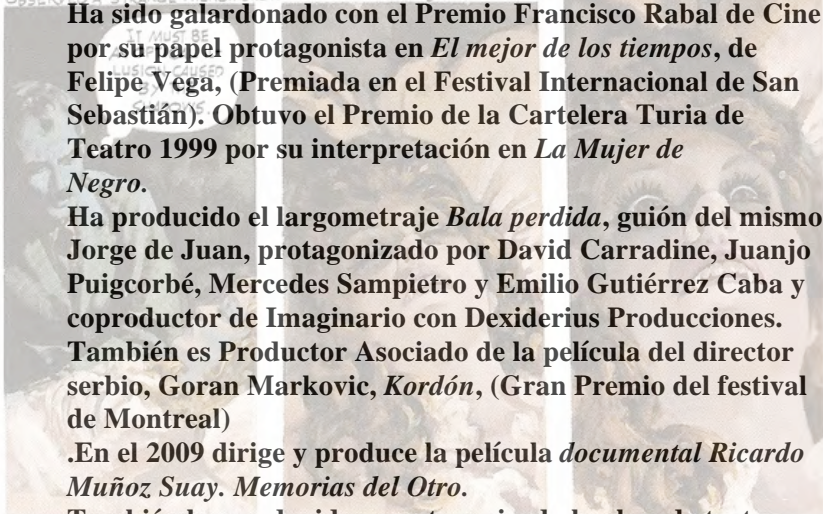 Ha sido galardonado con el Premio Francisco Rabal de Cine
por su papel protagonista en El mejor de los tiempos, de
Felipe Vega, (Premiada en el Festival Internacional de San
Sebastián). Obtuvo el Premio de la Cartelera Turia de
Teatro 1999 por su interpretación en La Mujer de
Negro.
Ha producido el largometraje Bala perdida, guión del mismo
Jorge de Juan, protagonizado por David Carradine, Juanjo
Puigcorbé, Mercedes Sampietro y Emilio Gutiérrez Caba y
coproductor de Imaginario con Dexiderius Producciones.
También es Productor Asociado de la película del director
serbio, Goran Markovic, Kordón, (Gran Premio del festival
de Montreal)
.En el 2009 dirige y produce la película documental Ricardo
Muñoz Suay. Memorias del Otro.
IT MUST BE